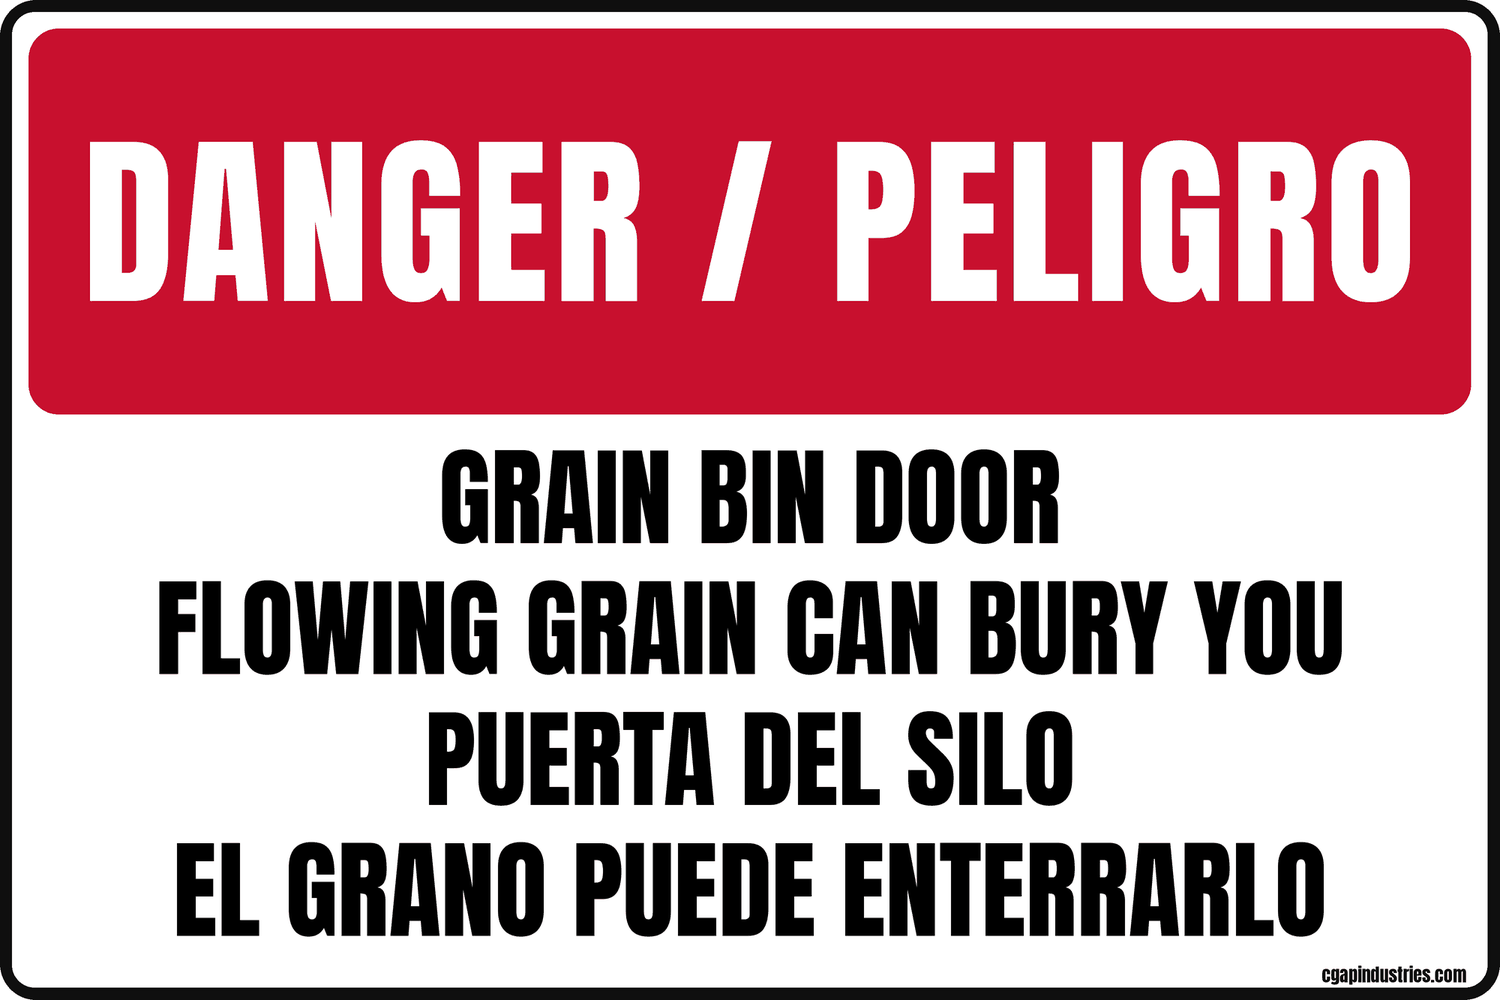 DANGER / PELIGRO
GRAIN BIN DOOR
FLOWING GRAIN CAN BURY YOU
PUERTA DEL SILO
EL GRANO PUEDE ENTERRARLO
cgapindustries.com